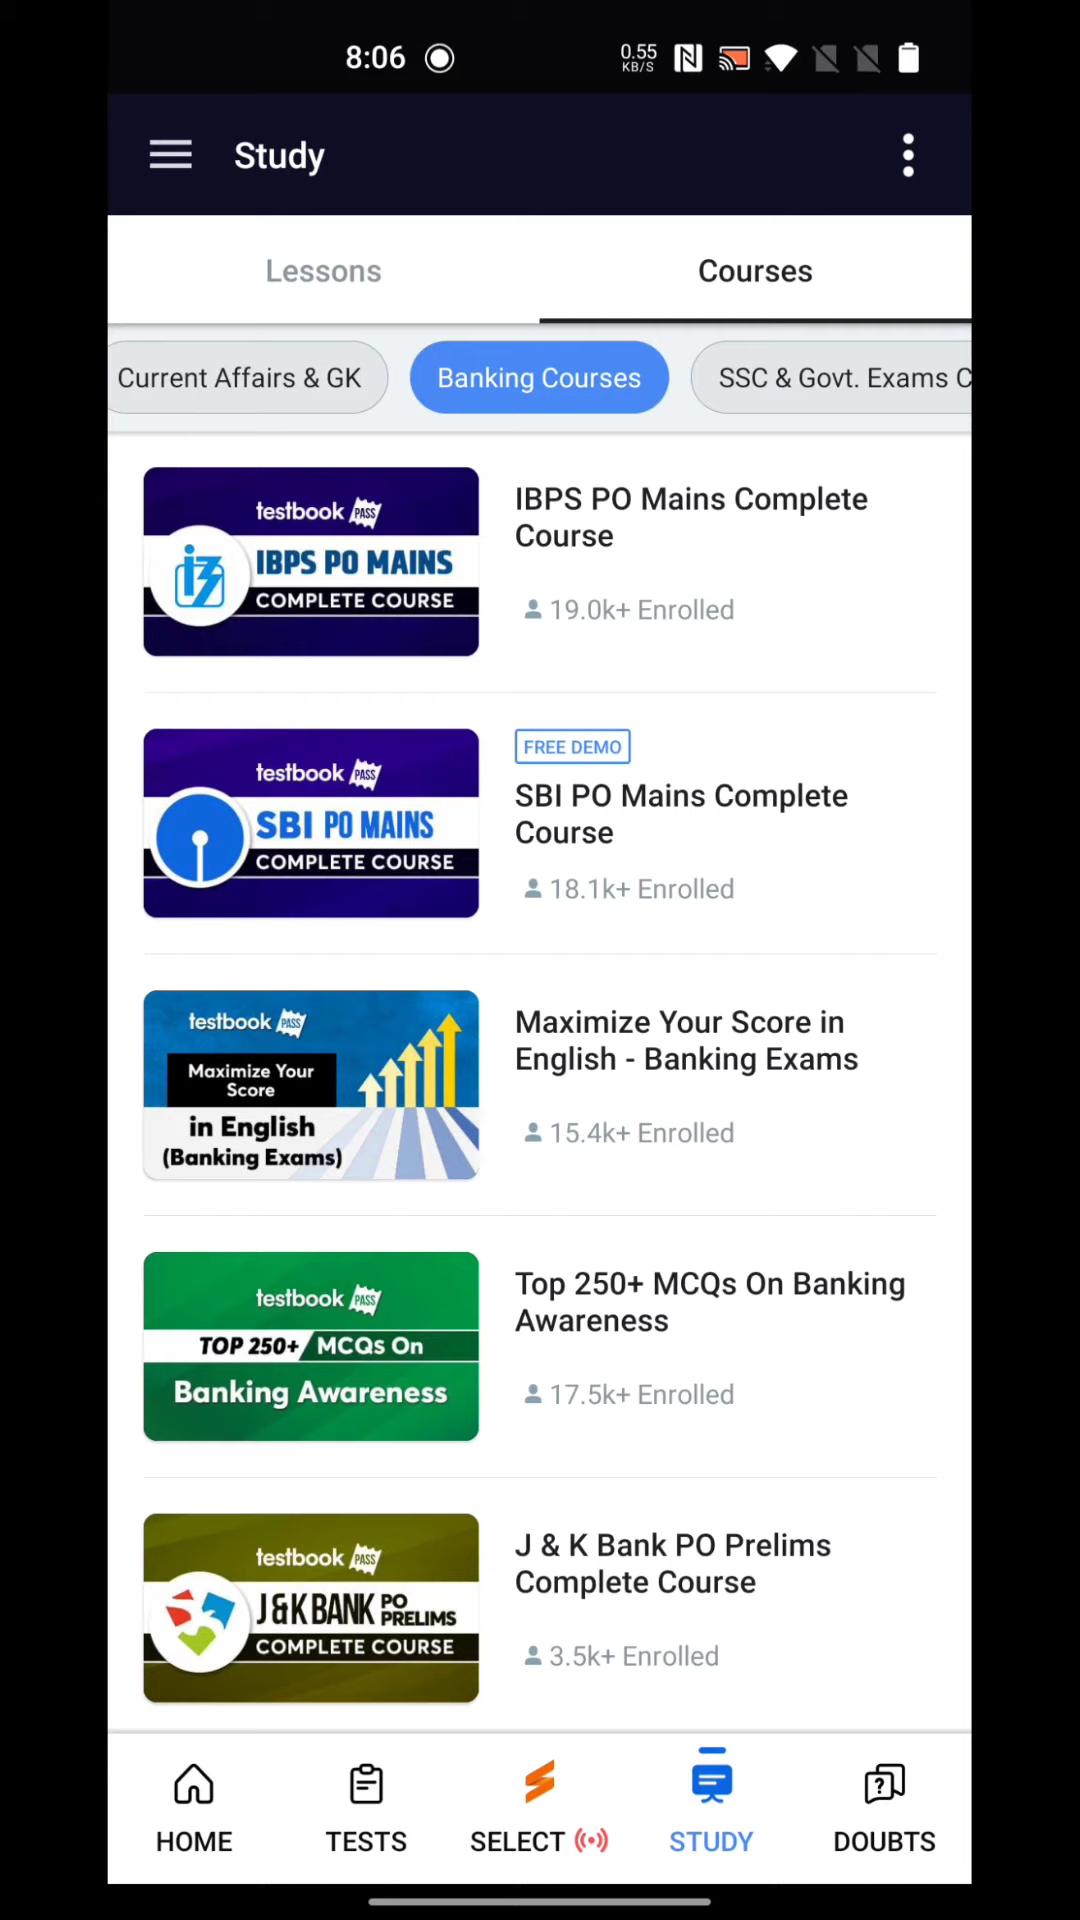 8:06
0.55
KB/S
Study
Lessons
Courses
Current Affairs & GK
Banking Courses
SSC & Govt. Exams C
testbook PASS
IBPS PO MAINS
COMPLETE COURSE
IBPS PO Mains Complete
Course
19.0k+ Enrolled
testbook PASS
SBI PO MAINS
COMPLETE COURSE
FREE DEMO
SBI PO Mains Complete
Course
18.1k+ Enrolled
testbook PASS
Maximize Your
Score
in English
(Banking Exams)
Maximize Your Score in
English - Banking Exams
15.4k+ Enrolled
testbook PASS
TOP 250+ MCQs On
Banking Awareness
Top 250+ MCQs On Banking
Awareness
17.5k+ Enrolled
testbook PASS
J&K BANK PO PRELIMS
COMPLETE COURSE
J & K Bank PO Prelims
Complete Course
3.5k+ Enrolled
HOME
TESTS
SELECT
STUDY
DOUBTS